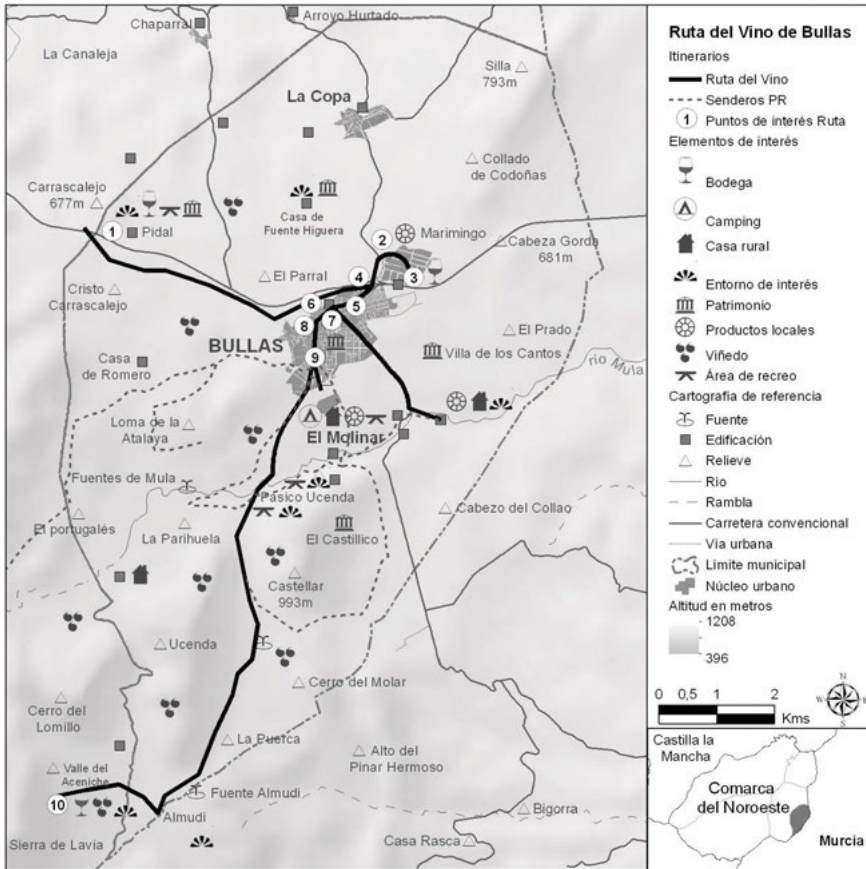 Chaparral
Arroyo Hurtado
La Canaleja
Silla
793m
La Copa
Collado
de Codoñas
Carrascalejo
677m
1
Pidal
Casa de
Fuente Higuera
2
Marimingo
Cabeza Gorda
681m
3
4
El Parral
Cristo
Carrascalejo
6
5
8
7
El Prado
BULLAS
Villa de los Cantos
rio Mula
Casa
de Romero
9
Loma de la
Atalaya
El Molinar
Fuentes de Mula
Pasico Ucenda
El portugalés
La Parihuela
El Castillico
Cabezo del Collao
Castellar
993m
Ucenda
Cerro del Molar
Cerro del
Lomillo
La Puerca
Alto del
Pinar Hermoso
Valle del
Aceniche
10
Fuente Almudi
Almudi
Bigorra
Sierra de Lavia
Casa Rasca
Ruta del Vino de Bullas
Itinerarios
Ruta del Vino
Senderos PR
1 Puntos de interés Ruta
Elementos de interés
Bodega
Camping
Casa rural
Entorno de interés
Patrimonio
Productos locales
Viñedo
Área de recreo
Cartografía de referencia
Fuente
Edificación
Relieve
Rio
Rambla
Carretera convencional
Via urbana
Limite municipal
Núcleo urbano
Altitud en metros
1208
396
0 0,5 1 2
Kms
N
W E
S
Castilla la
Mancha
Comarca
del Noroeste
Murcia